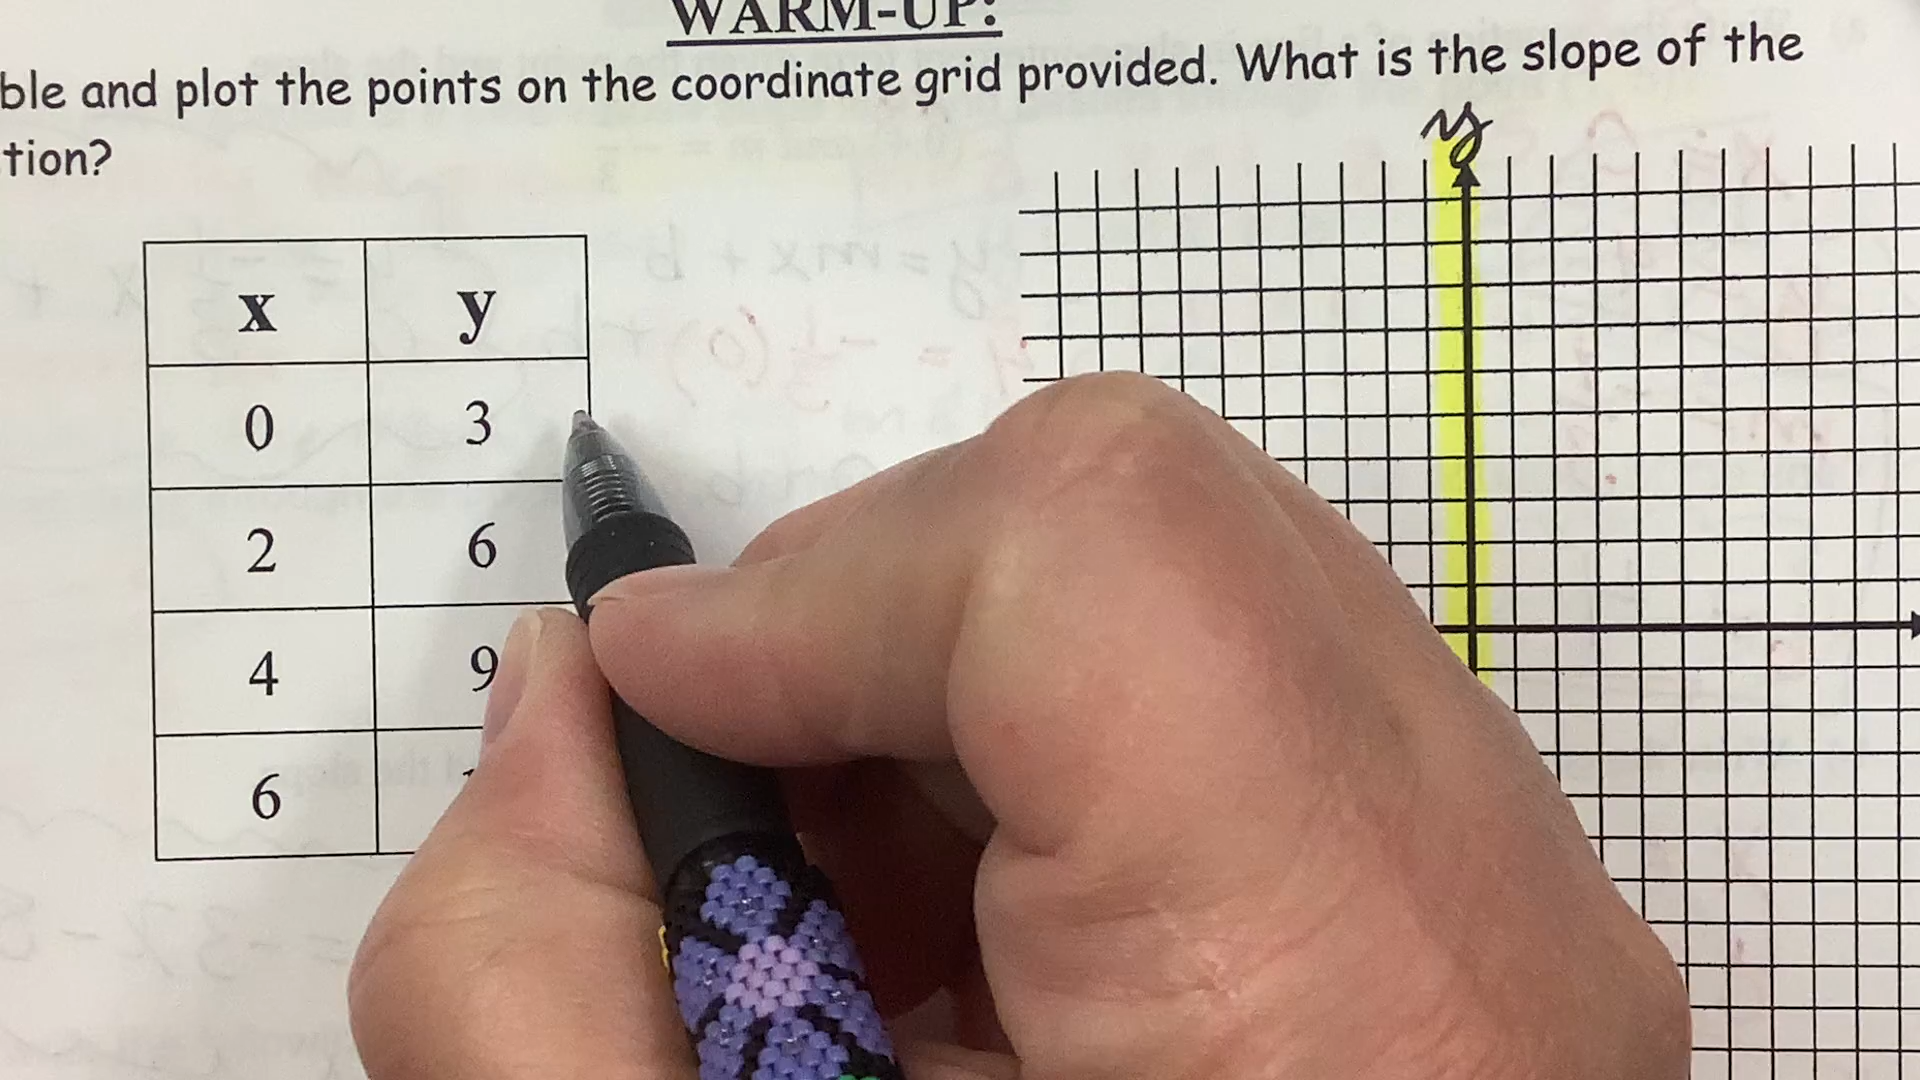 WARM-UP:
ble and plot the points on the coordinate grid provided. What is the slope of the
tion?
y
x y
0 3
2 6
4 9
6